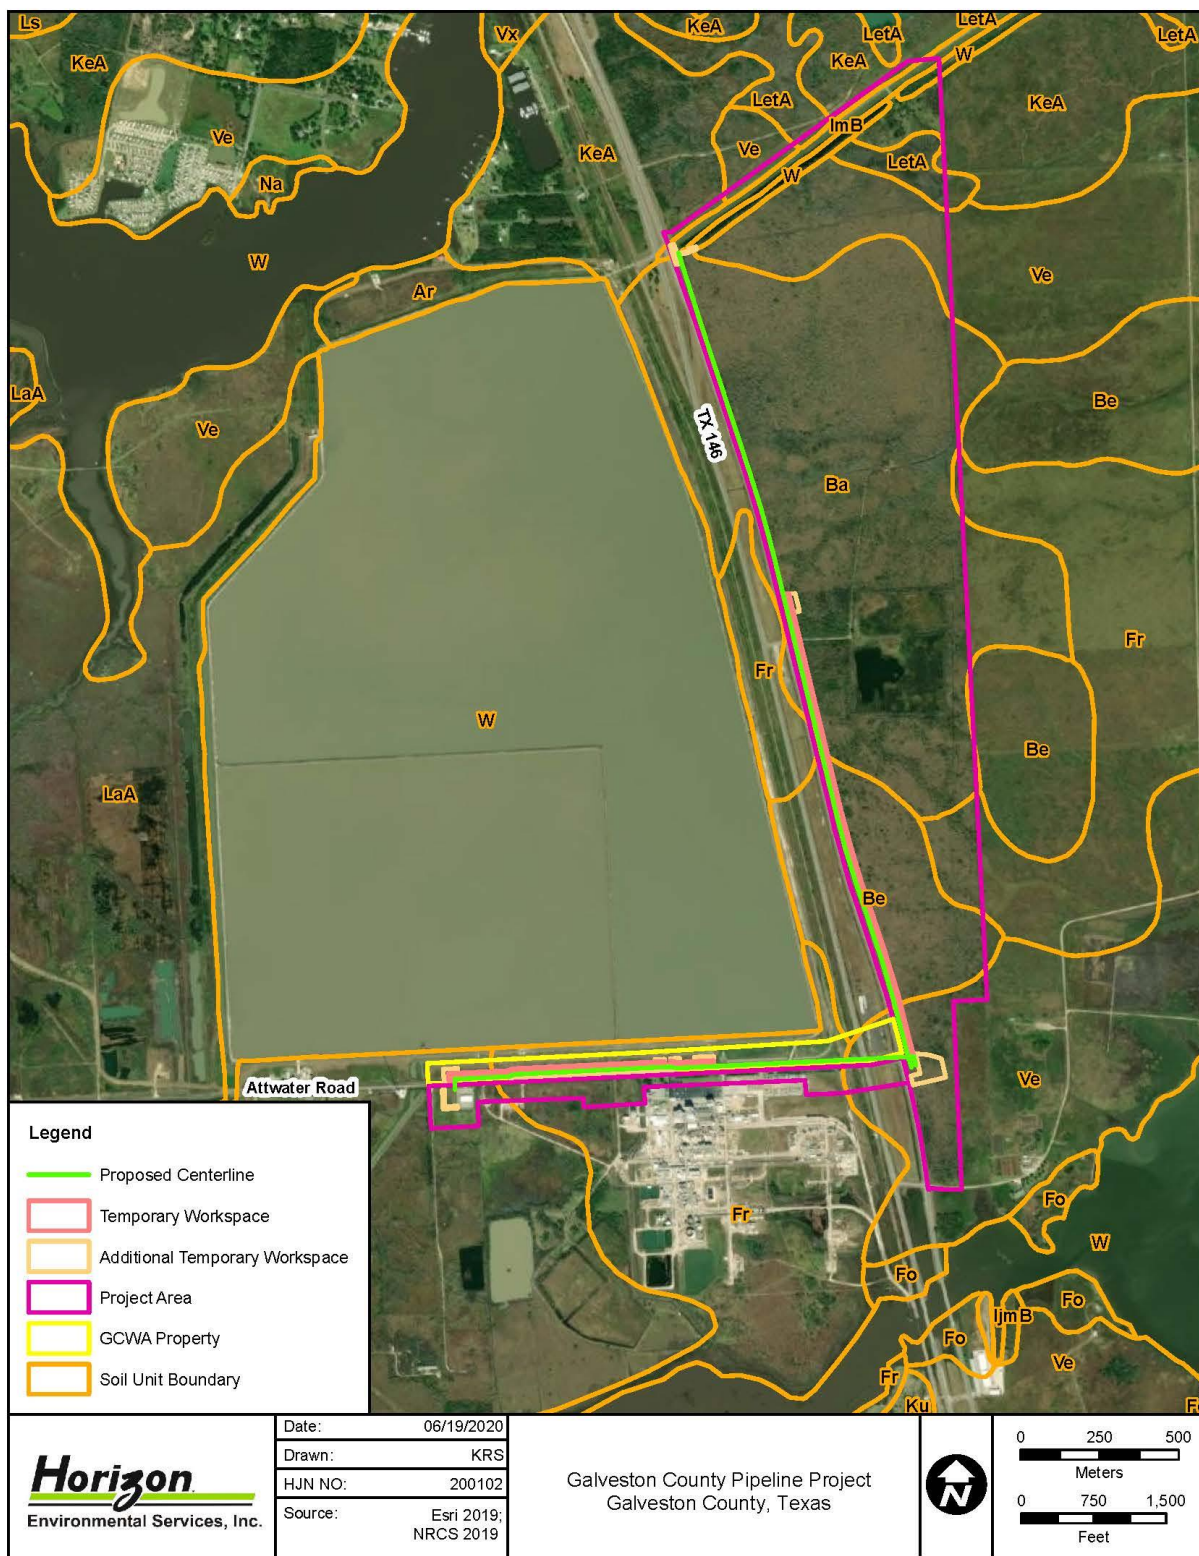 Ls
KeA
Vx
KeA
LetA
LetA
LetA
KeA
W
KeA
LetA
ImB
Ve
KeA
Ve
LetA
W
Na
W
Ar
Ve
LaA
Ve
Be
TX 146
Ba
Fr
Fr
W
Be
LaA
Be
Attwater Road
Ve
Fo
Fr
W
Fo
Fo
IjmB
Fo
Ve
Fr
Ku
Fo
Legend
Proposed Centerline
Temporary Workspace
Additional Temporary Workspace
Project Area
GCWA Property
Soil Unit Boundary
Horizon
Environmental Services, Inc.
Date: 06/19/2020
Drawn: KRS
HJN NO: 200102
Source: Esri 2019;
NRCS 2019
Galveston County Pipeline Project
Galveston County, Texas
N
0 250 500
Meters
0 750 1,500
Feet